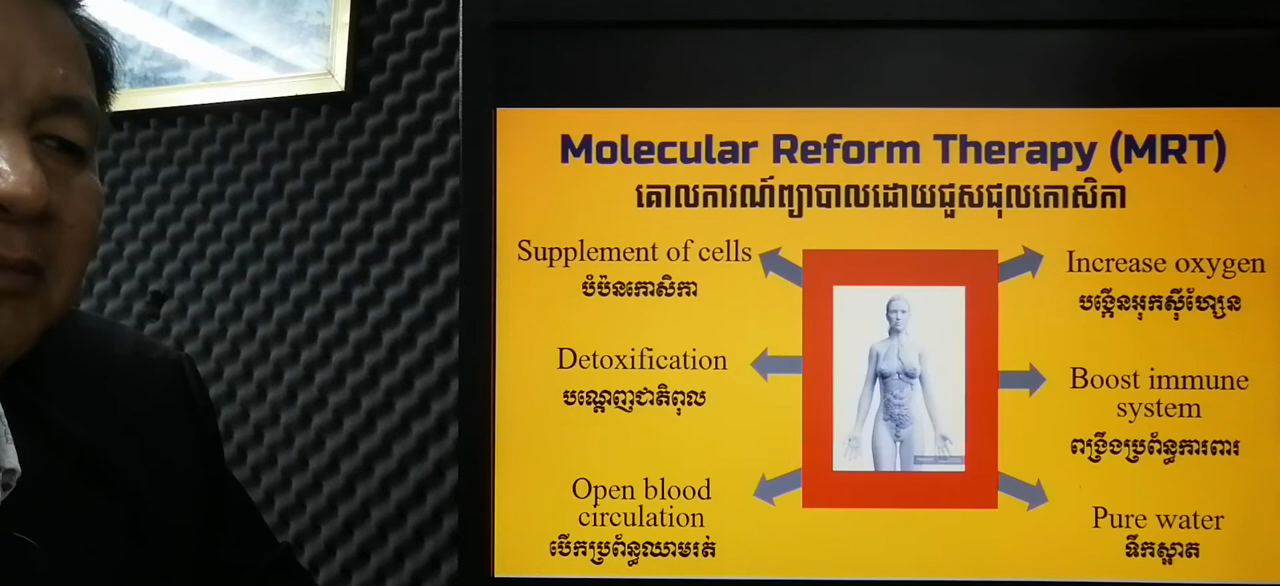 Molecular Reform Therapy (MRT)
គោលការណ៍ព្យាបាលដោយជួសជុលកោសិកា
Supplement of cells
បំប៉នកោសិកា
Detoxification
បណ្តេញជាតិពុល
Open blood
circulation
បើកប្រព័ន្ធឈាមរត់
Increase oxygen
បង្កើនអុកស៊ីហ្សែន
Boost immune
system
ពង្រឹងប្រព័ន្ធការពារ
Pure water
ទឹកស្អាត